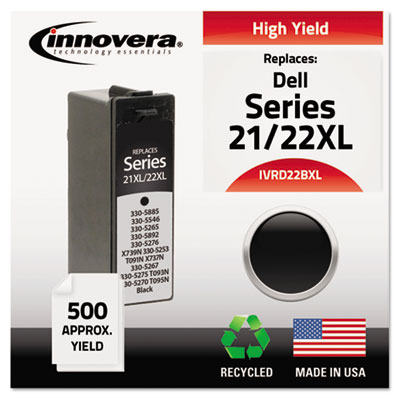 innovera®
technology essentials
High Yield
Replaces:
Dell
Series
21/22XL
IVRD22BXL
REPLACES
Series
21XL/22XL
330-5885
330-5546
330-5265
330-5892
330-5276
X739N 330-5253
T091N X737N
330-5267
330-5275 T093N
330-5270 T095N
Black
500
APPROX.
YIELD
RECYCLED
MADE IN USA